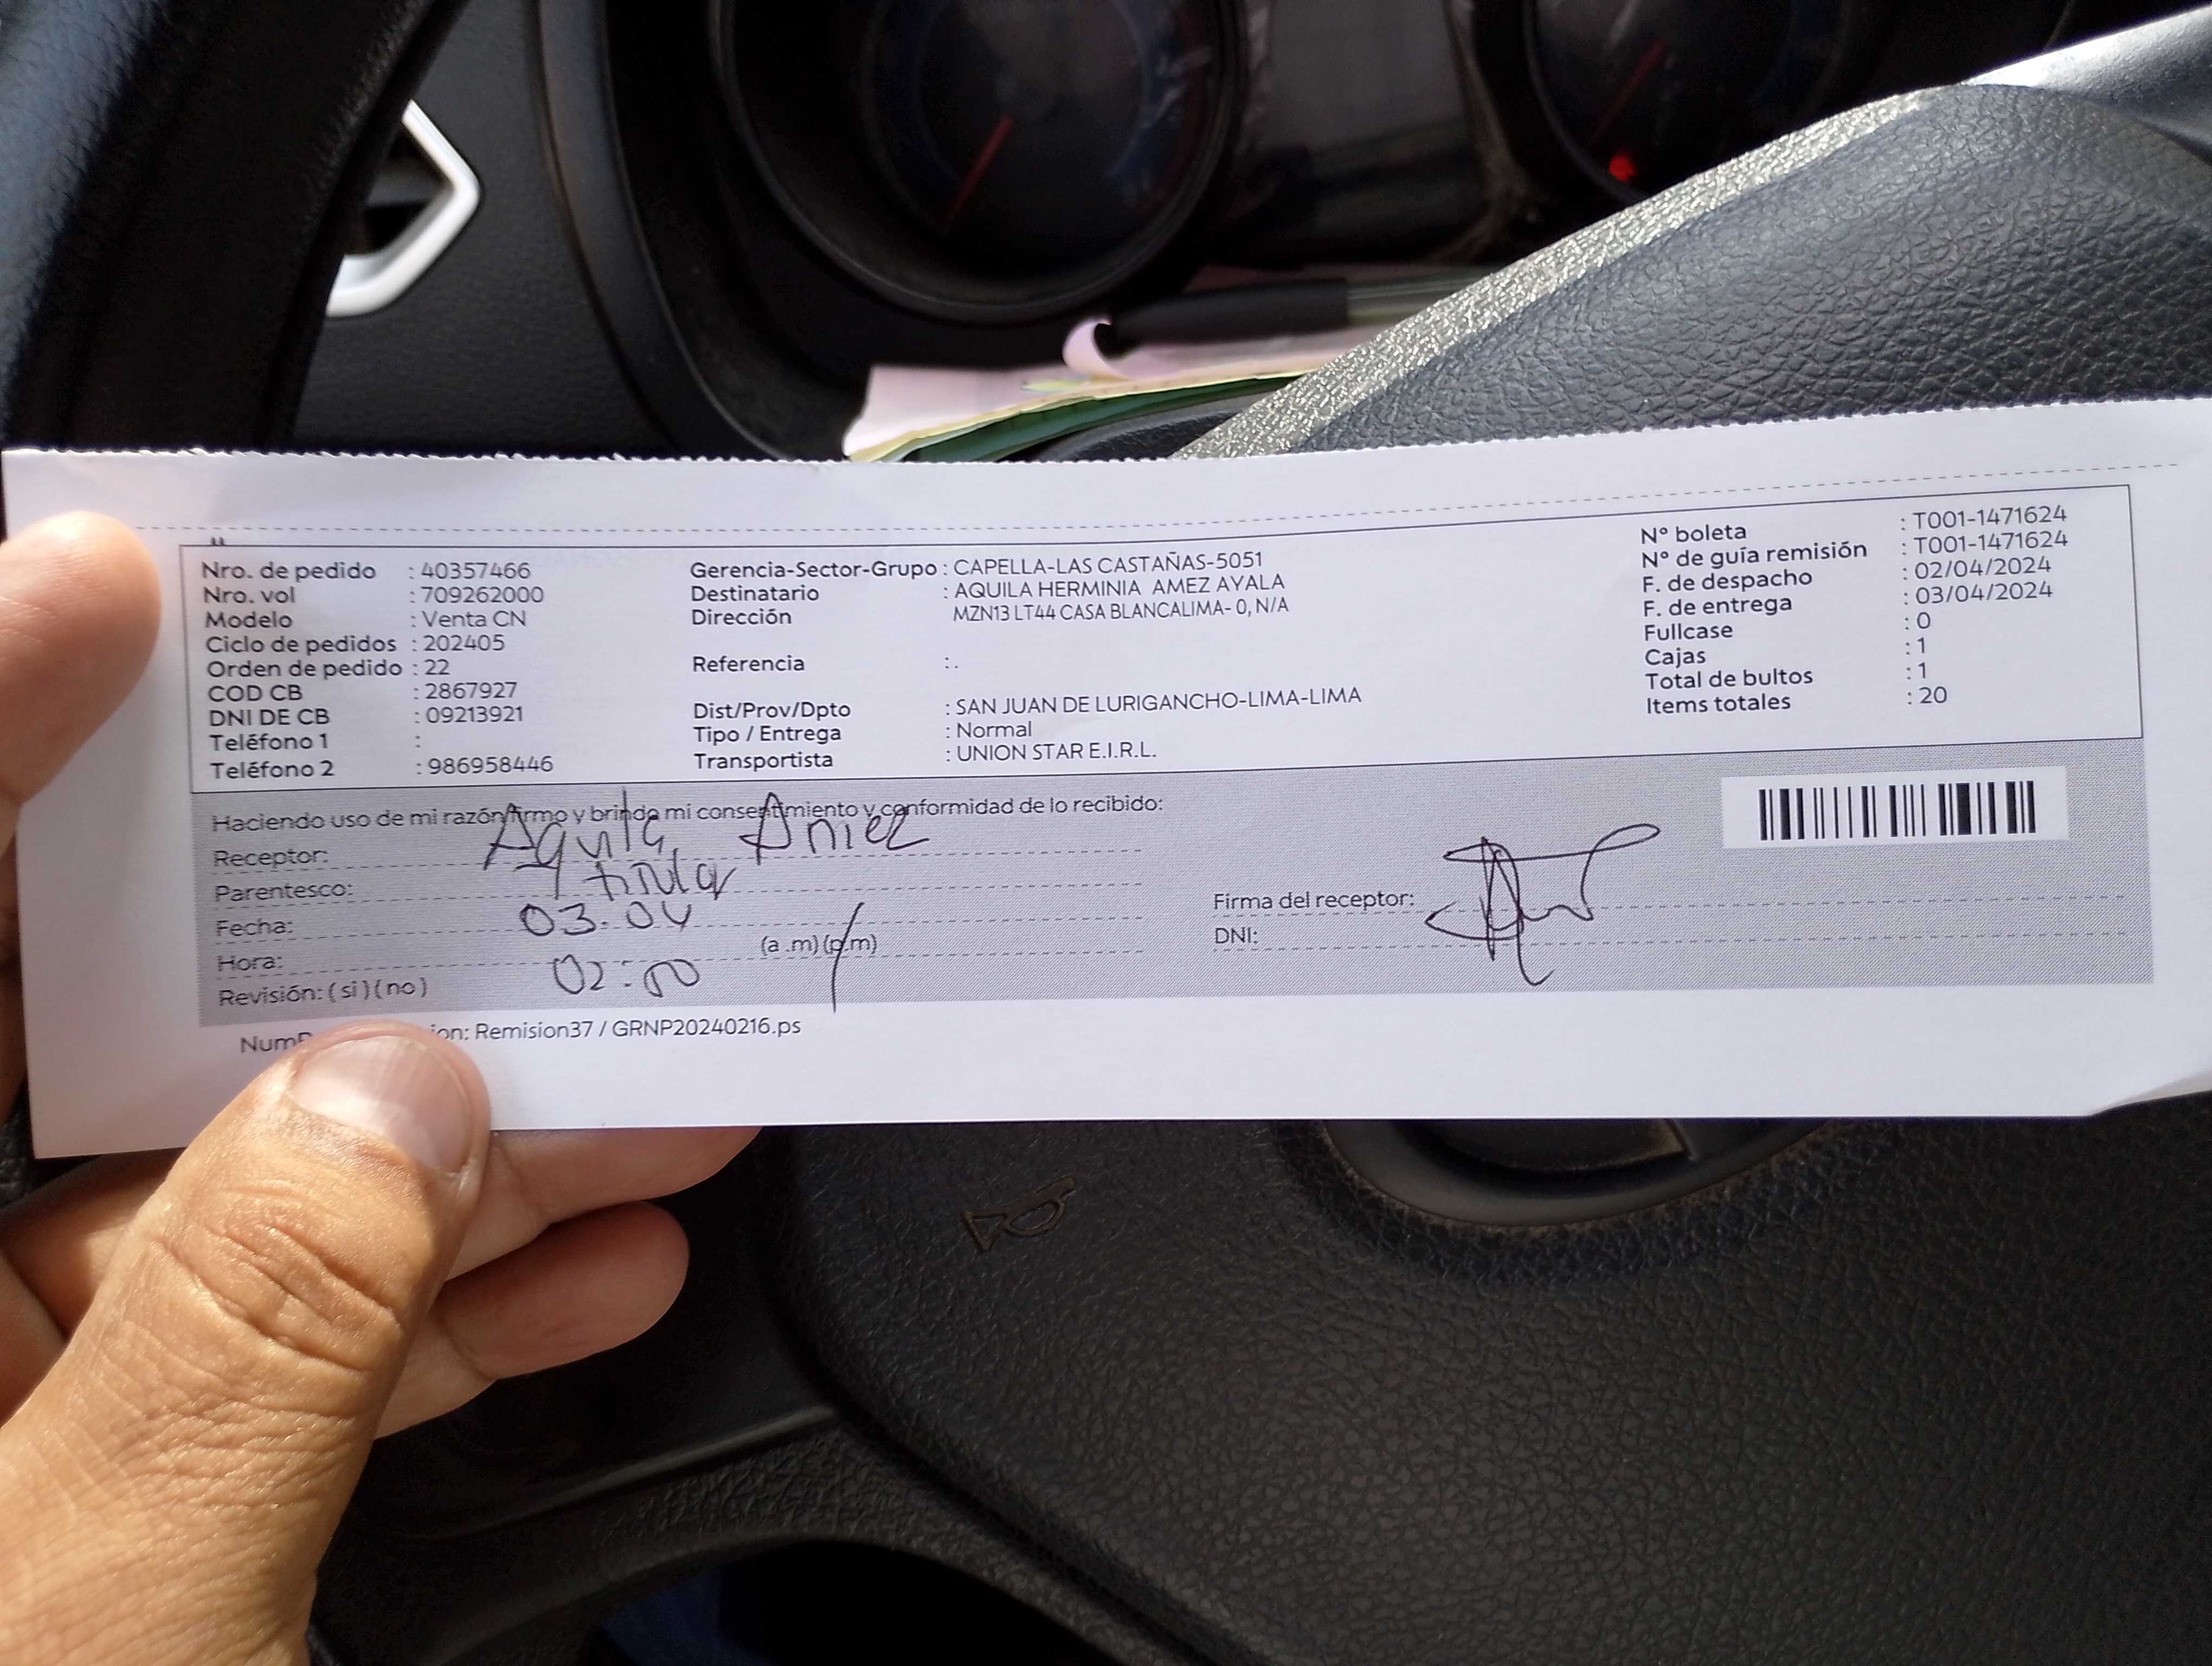 Nro. de pedido : 40357466
Nro. vol : 709262000
Modelo : Venta CN
Ciclo de pedidos : 202405
Orden de pedido : 22
COD CB : 2867927
DNI DE CB : 09213921
Teléfono 1 :
Teléfono 2 : 986958446
Gerencia-Sector-Grupo : CAPELLA-LAS CASTAÑAS-5051
Destinatario : AQUILA HERMINIA AMEZ AYALA
Dirección MZN13 LT44 CASA BLANCALIMA- 0, N/A
Referencia : .
Dist/Prov/Dpto : SAN JUAN DE LURIGANCHO-LIMA-LIMA
Tipo / Entrega : Normal
Transportista : UNION STAR E.I.R.L.
N° boleta : T001-1471624
N° de guía remisión : T001-1471624
F. de despacho : 02/04/2024
F. de entrega : 03/04/2024
Fullcase : 0
Cajas : 1
Total de bultos : 1
Items totales : 20
Haciendo uso de mi razón firmo y brindo mi consentimiento y conformidad de lo recibido:
Receptor: Aquila Amez
Parentesco: titular
Fecha: 03.04
Hora: 02:00 (a .m) (p.m)
Revisión: ( si ) ( no )
Firma del receptor:
DNI:
ion: Remision37 / GRNP20240216.ps